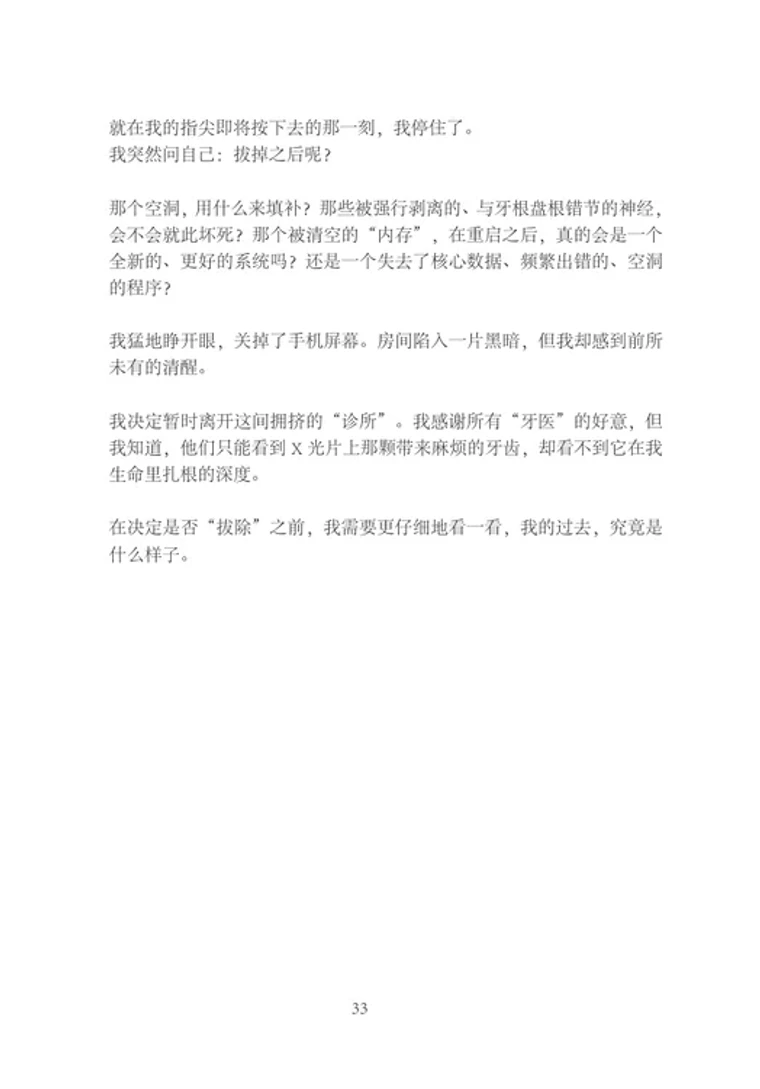 就在我的指尖即将按下去的那一刻，我停住了。
我突然问自己：拔掉之后呢？
那个空洞，用什么来填补？那些被强行剥离的、与牙根盘根错节的神经，
会不会就此坏死？那个被清空的“内存”，在重启之后，真的会是一个
全新的、更好的系统吗？还是一个失去了核心数据、频繁出错的、空洞
的程序？
我猛地睁开眼，关掉了手机屏幕。房间陷入一片黑暗，但我却感到前所
未有的清醒。
我决定暂时离开这间拥挤的“诊所”。我感谢所有“牙医”的好意，但
我知道，他们只能看到 X 光片上那颗带来麻烦的牙齿，却看不到它在我
生命里扎根的深度。
在决定是否“拔除”之前，我需要更仔细地看一看，我的过去，究竟是
什么样子。
33